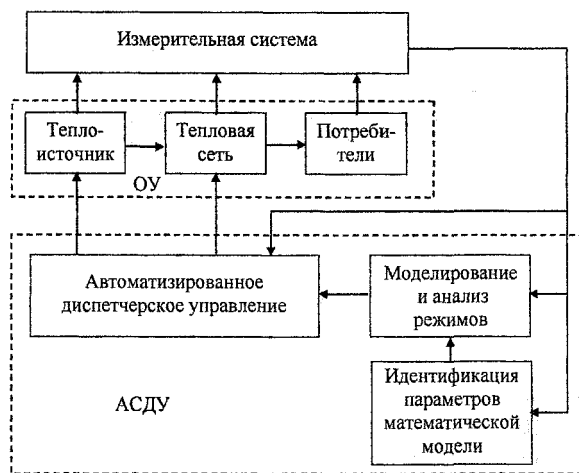 Измерительная система
Тепло-
источник
Тепловая
сеть
Потреби-
тели
ОУ
Автоматизированное
диспетчерское управление
Моделирование
и анализ
режимов
Идентификация
параметров
математической
модели
АСДУ